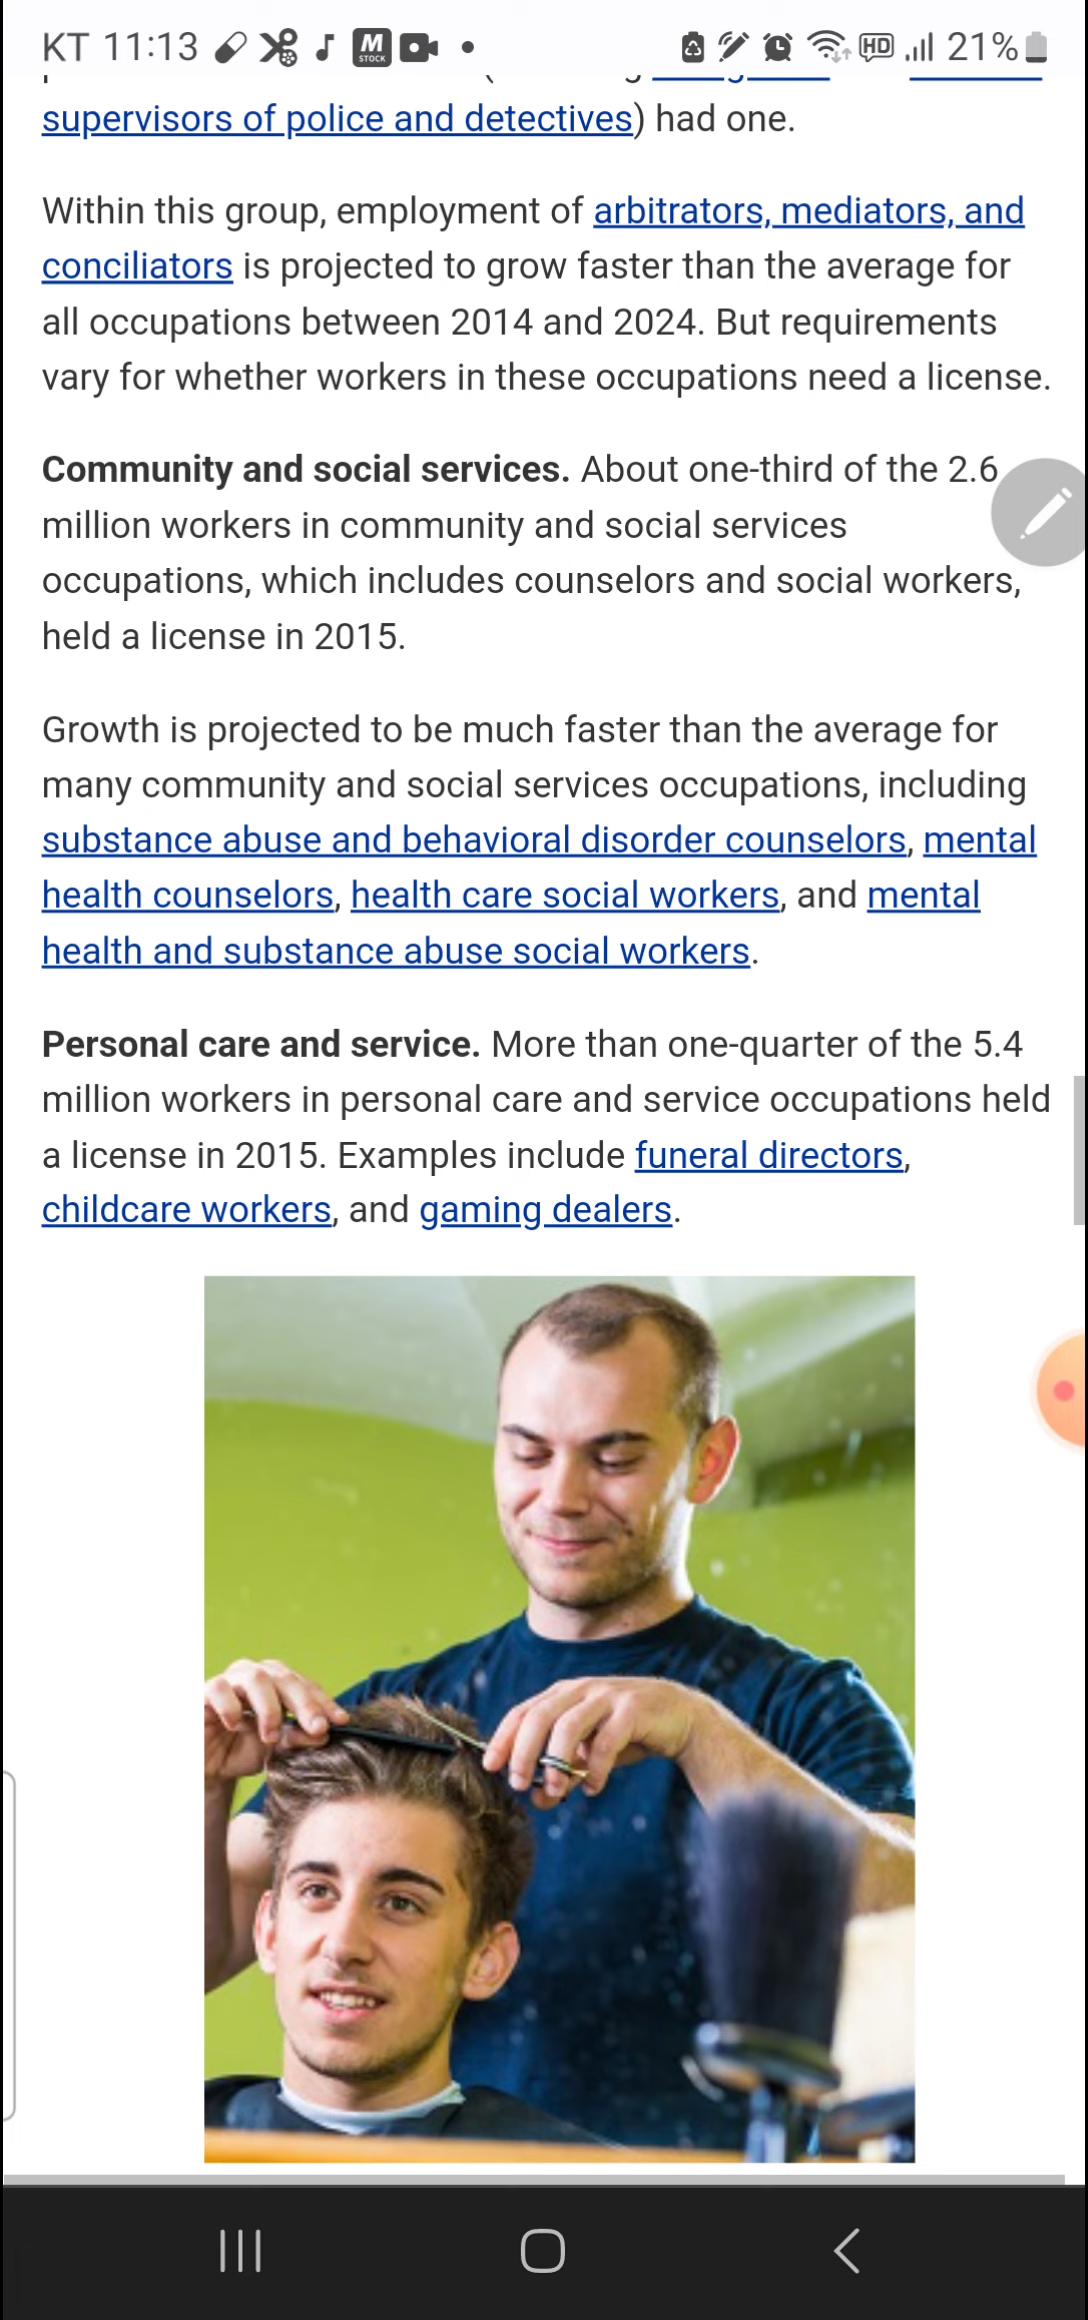 KT 11:13
M
STOCK
HD
21%
supervisors of police and detectives) had one.
Within this group, employment of arbitrators, mediators, and
conciliators is projected to grow faster than the average for
all occupations between 2014 and 2024. But requirements
vary for whether workers in these occupations need a license.
Community and social services. About one-third of the 2.6
million workers in community and social services
occupations, which includes counselors and social workers,
held a license in 2015.
Growth is projected to be much faster than the average for
many community and social services occupations, including
substance abuse and behavioral disorder counselors, mental
health counselors, health care social workers, and mental
health and substance abuse social workers.
Personal care and service. More than one-quarter of the 5.4
million workers in personal care and service occupations held
a license in 2015. Examples include funeral directors,
childcare workers, and gaming dealers.